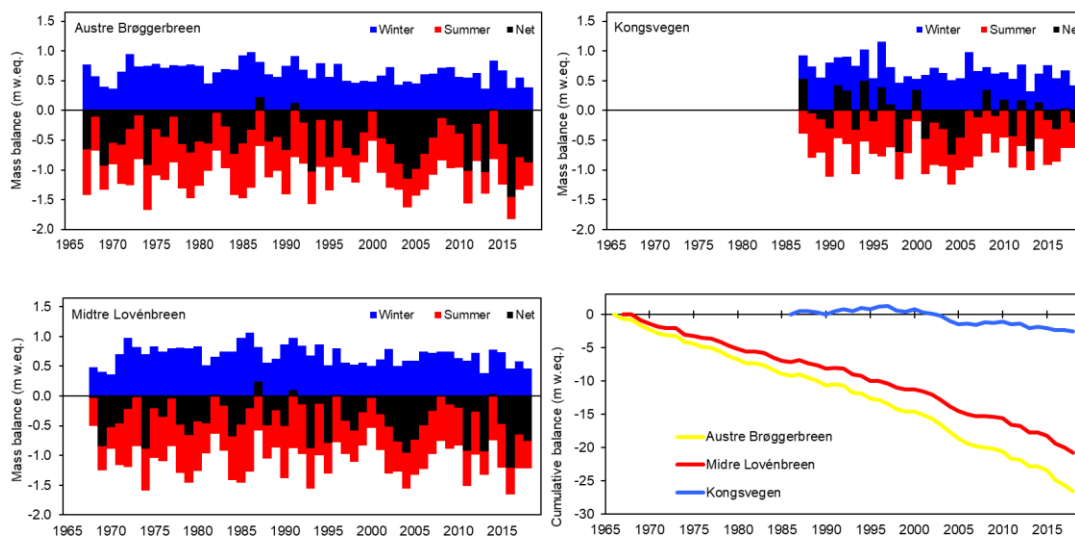 Austre Brøggerbreen
Winter Summer Net
Mass balance (m w.eq.)
1.5
1.0
0.5
0.0
-0.5
-1.0
-1.5
-2.0
1965 1970 1975 1980 1985 1990 1995 2000 2005 2010 2015
Kongsvegen
Winter Summer Net
Mass balance (m w.eq.)
1.5
1.0
0.5
0.0
-0.5
-1.0
-1.5
-2.0
1965 1970 1975 1980 1985 1990 1995 2000 2005 2010 2015
Midtre Lovénbreen
Winter Summer Net
Mass balance (m w.eq.)
1.5
1.0
0.5
0.0
-0.5
-1.0
-1.5
-2.0
1965 1970 1975 1980 1985 1990 1995 2000 2005 2010 2015
Cumulative balance (m w.eq.)
5
0
-5
-10
-15
-20
-25
-30
Austre Brøggerbreen
Midre Lovénbreen
Kongsvegen
1965 1970 1975 1980 1985 1990 1995 2000 2005 2010 2015